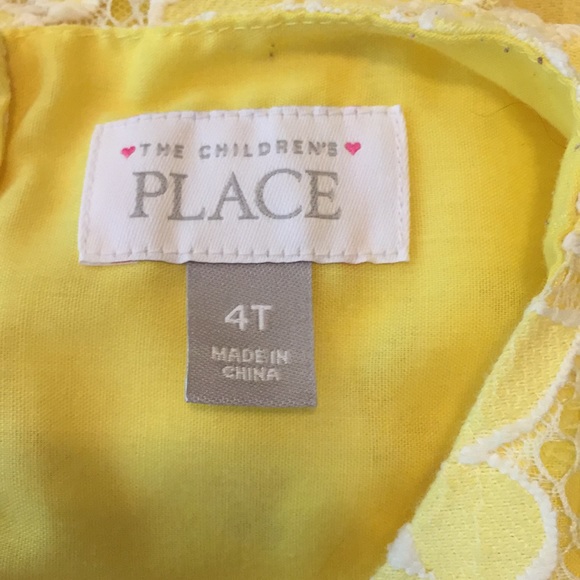 THE CHILDREN'S
PLACE
4T
MADE IN
CHINA